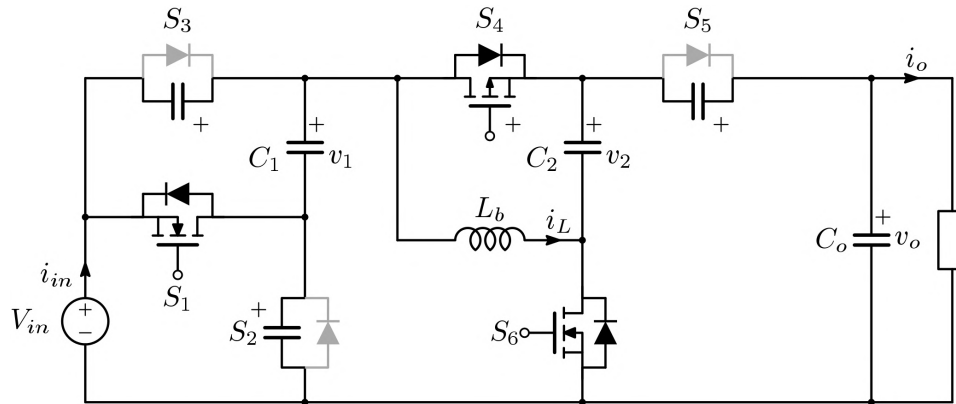 S3 S4 S5
+ + +
io
+ +
C1 v1 C2 v2
Lb iL
+
Co vo
iin S1
Vin + −
S2 +
S6